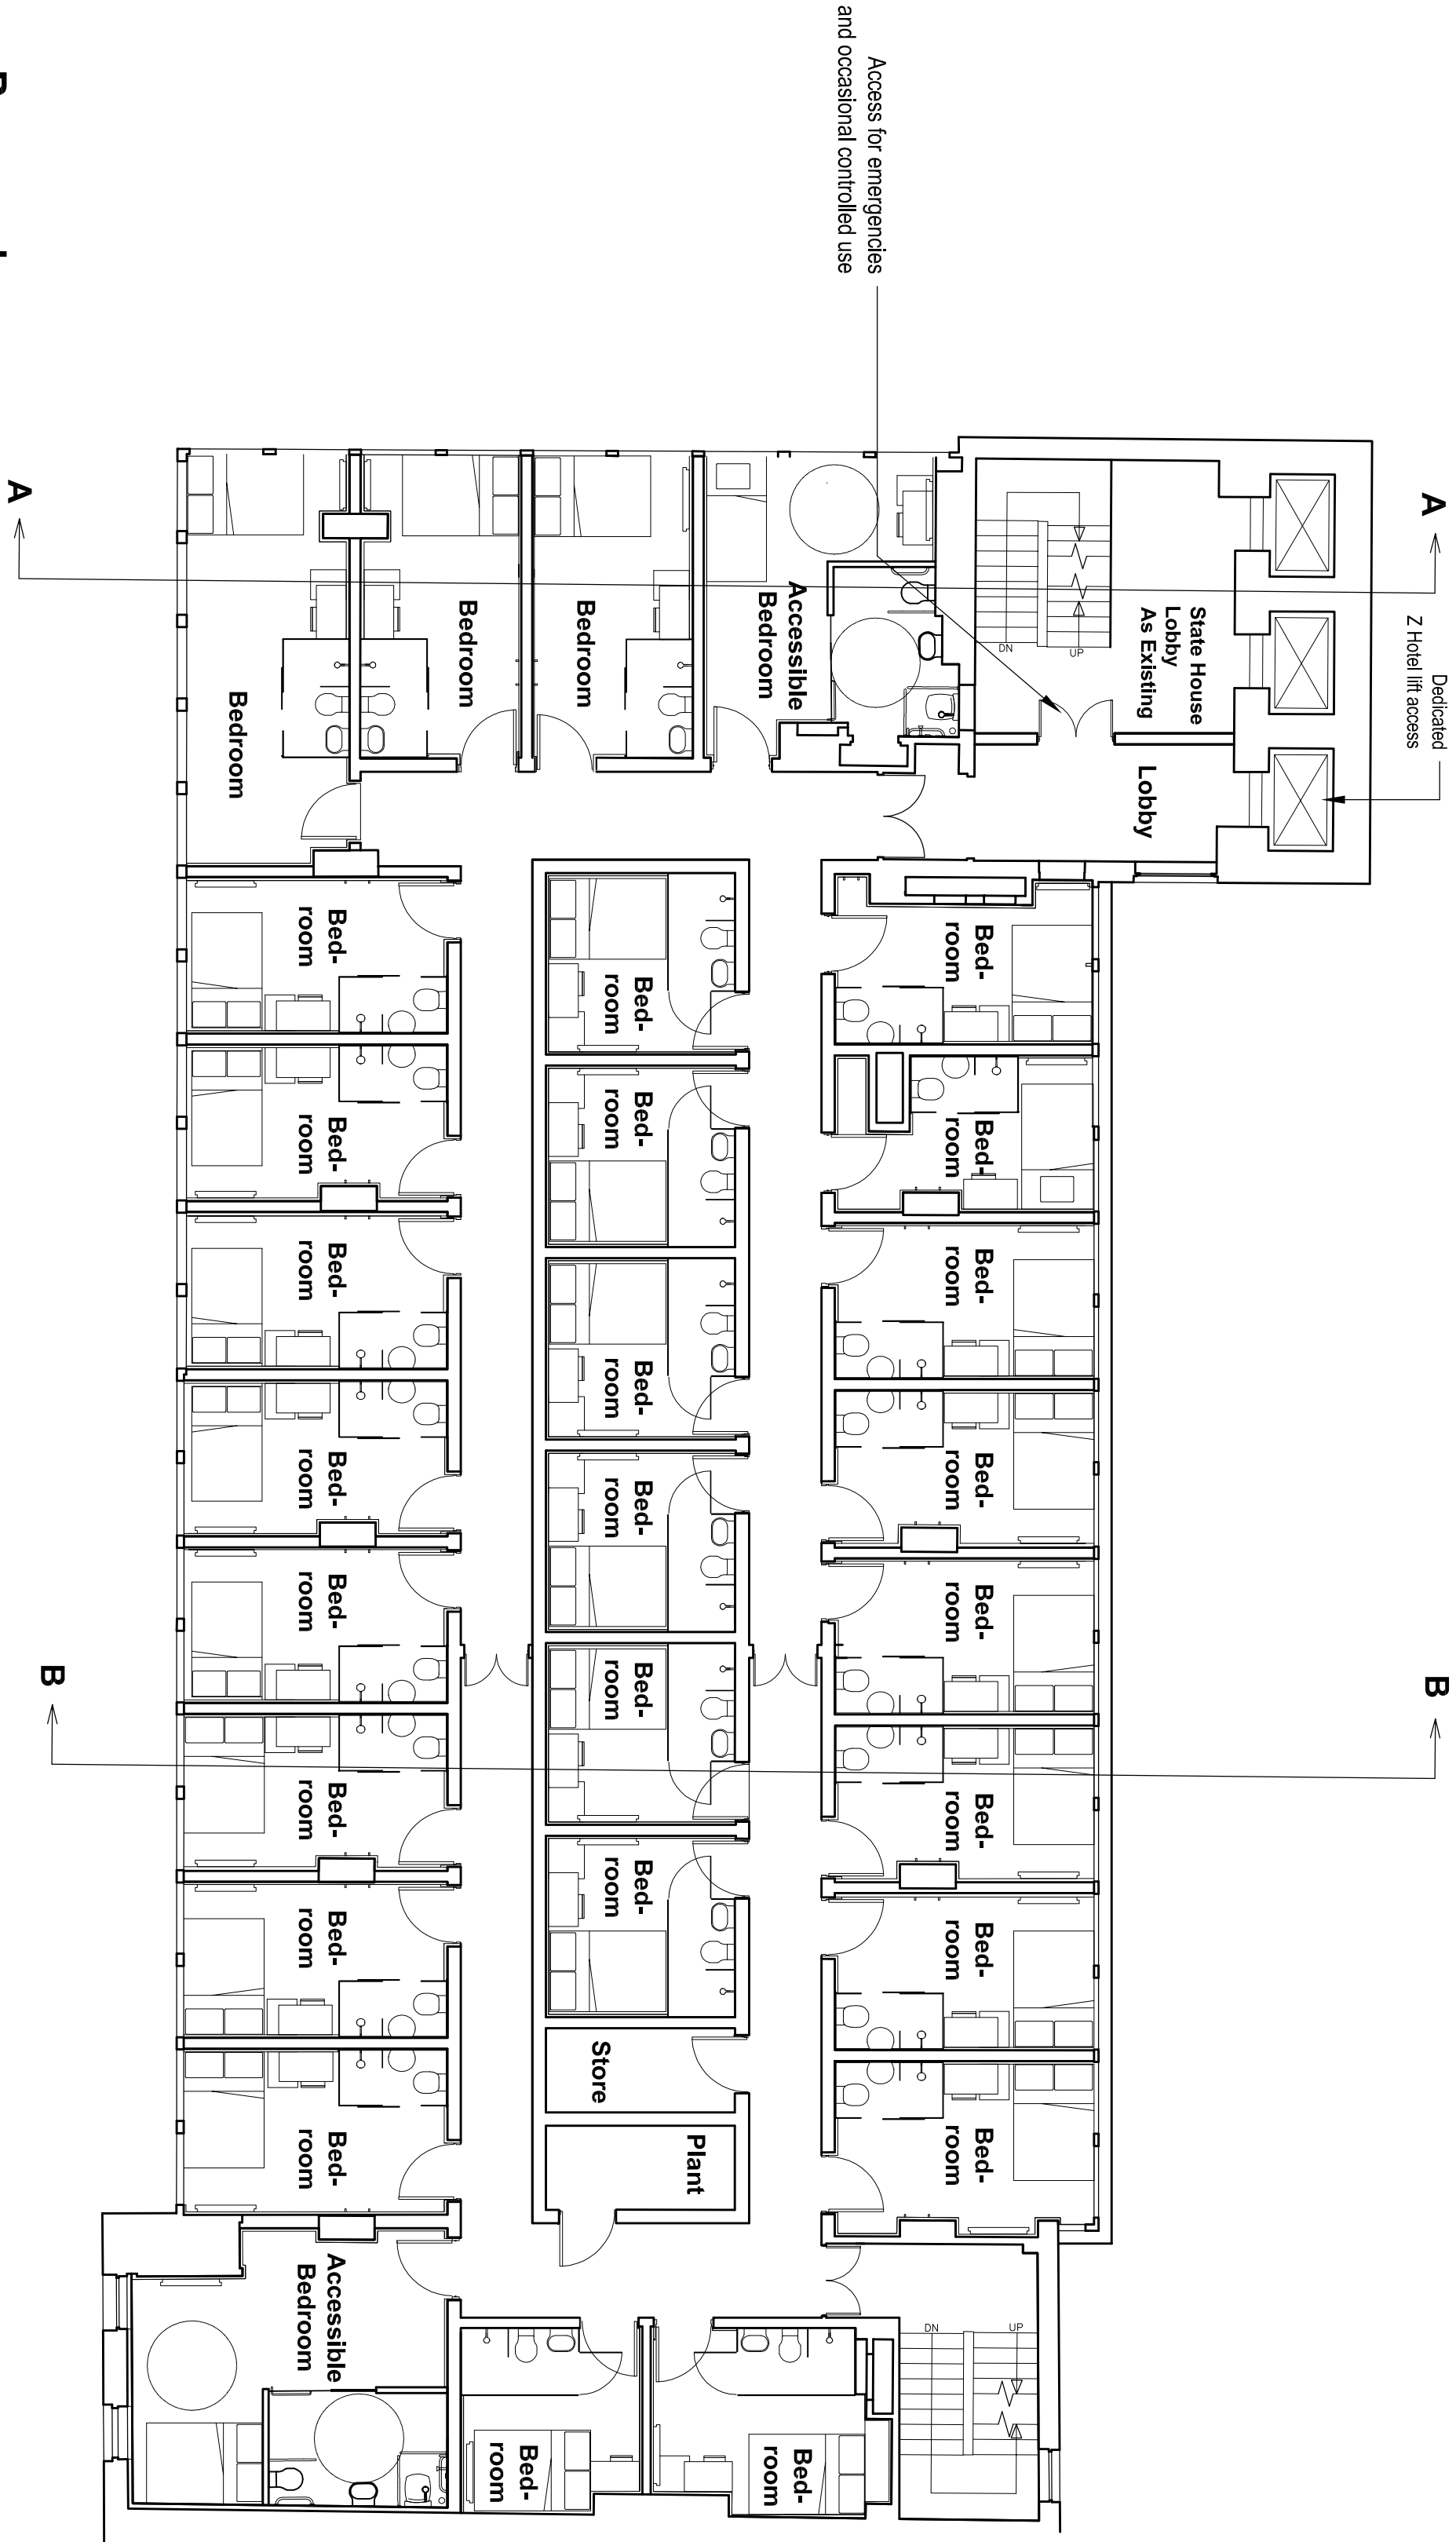 A
Dedicated
Z Hotel lift access
B
State House
Lobby
As Existing
Lobby
UP
DN
UP
DN
Bed-
room
Bed-
room
Bed-
room
Bed-
room
Bed-
room
Bed-
room
Bed-
room
Bed-
room
Access for emergencies
and occasional controlled use
Accessible
Bedroom
Bedroom
Bedroom
Bedroom
Bed-
room
Bed-
room
Bed-
room
Bed-
room
Bed-
room
Bed-
room
Store
Plant
Bed-
room
Bed-
room
Bed-
room
Bed-
room
Bed-
room
Bed-
room
Bed-
room
Bed-
room
Bed-
room
Bed-
room
Accessible
Bedroom
A
B